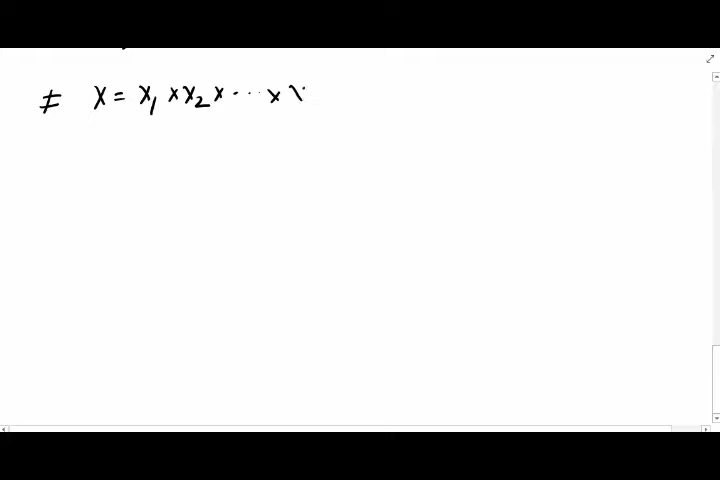 # X = X₁ × X₂ × ⋯ × X